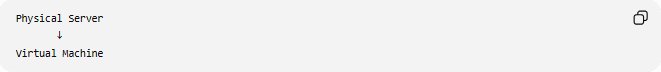 Physical Server
↓
Virtual Machine